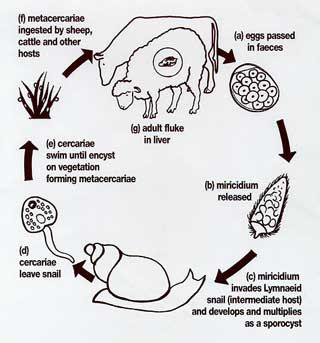 (f) metacercariae
ingested by sheep,
cattle and other
hosts
(a) eggs passed
in faeces
(g) adult fluke
in liver
(e) cercariae
swim until encyst
on vegetation
forming metacercariae
(b) miricidium
released
(d)
cercariae
leave snail
(c) miricidium
invades Lymnaeid
snail (intermediate host)
and develops and multiplies
as a sporocyst